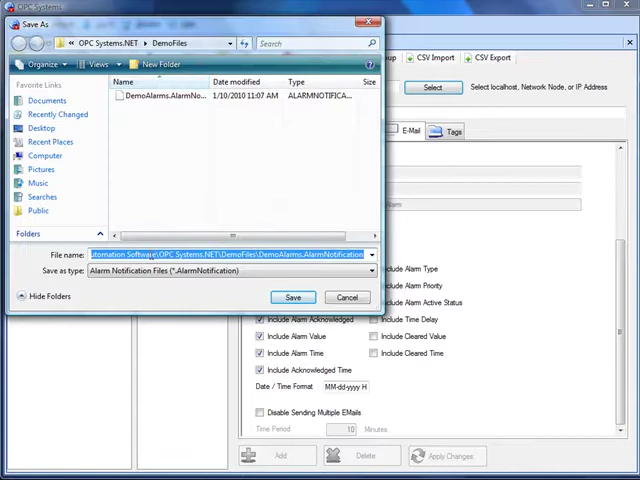 OPC Systems
Save As
« OPC Systems.NET ▸ DemoFiles
Search
Organize
Views
New Folder
CSV Import
CSV Export
Favorite Links
Name
Date modified
Type
Size
Select
Select localhost, Network Node, or IP Address
Documents
DemoAlarms.AlarmNo...
1/10/2010 11:07 AM
ALARMNOTIFICA...
Recently Changed
Desktop
E-Mail
Tags
Recent Places
Computer
Pictures
Music
Searches
Public
Folders
File name:
utomation Software\OPC Systems.NET\DemoFiles\DemoAlarms.AlarmNotification
Save as type:
Alarm Notification Files (*.AlarmNotification)
Hide Folders
Save
Cancel
clude Alarm Type
clude Alarm Priority
clude Alarm Active Status
Include Alarm Acknowledged
Include Time Delay
Include Alarm Value
Include Cleared Value
Include Alarm Time
Include Cleared Time
Include Acknowledged Time
Date / Time Format
MM-dd-yyyy H
Disable Sending Multiple EMails
Time Period
10
Minutes
Add
Delete
Apply Changes